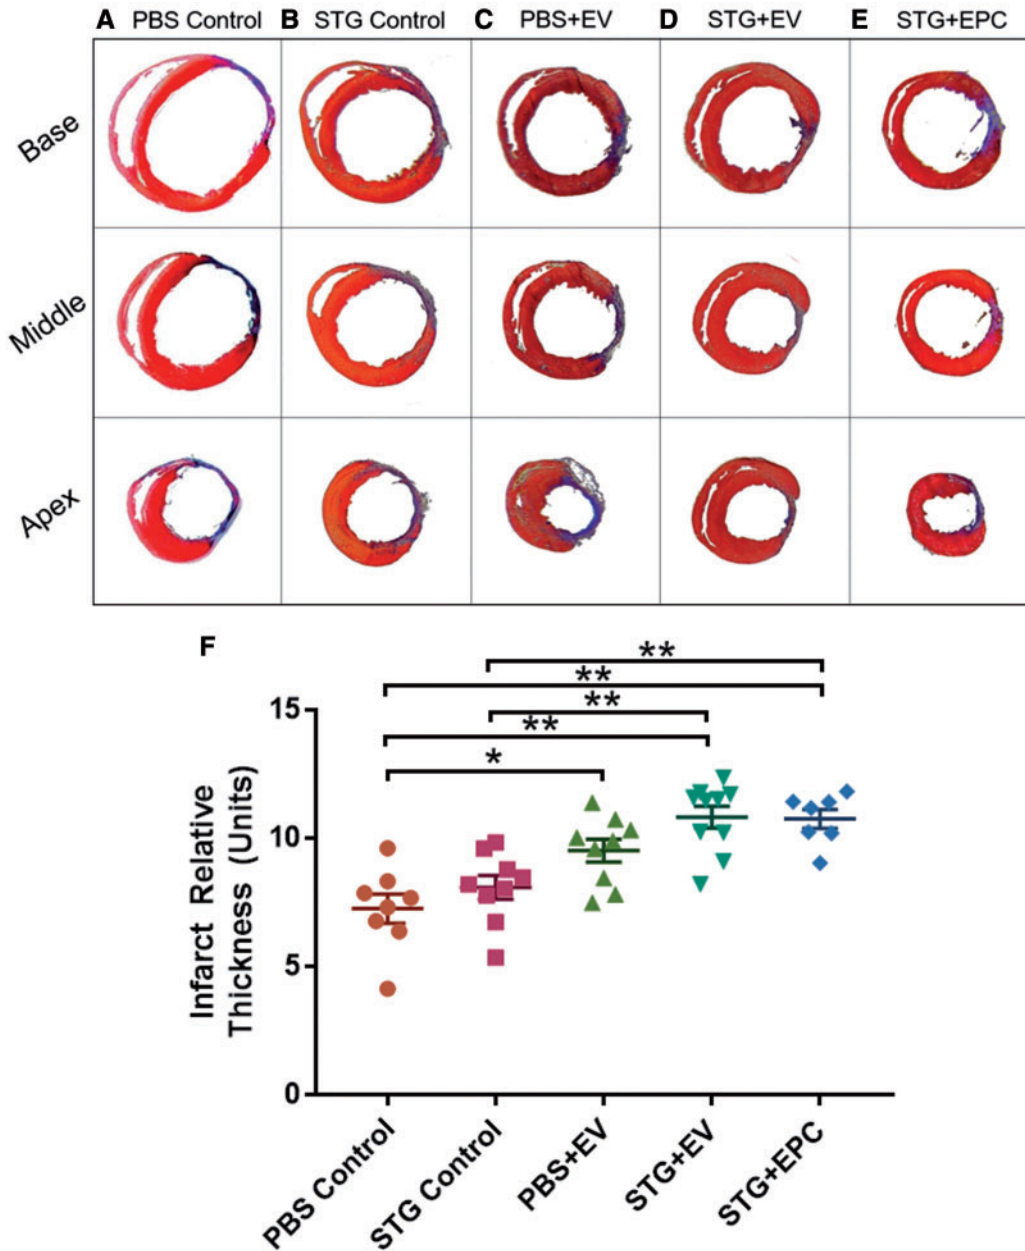 A PBS Control B STG Control C PBS+EV D STG+EV E STG+EPC
Base
Middle
Apex
F
**
**
**
**
*
15
10
5
0
Infarct Relative
Thickness (Units)
PBS Control
STG Control
PBS+EV
STG+EV
STG+EPC